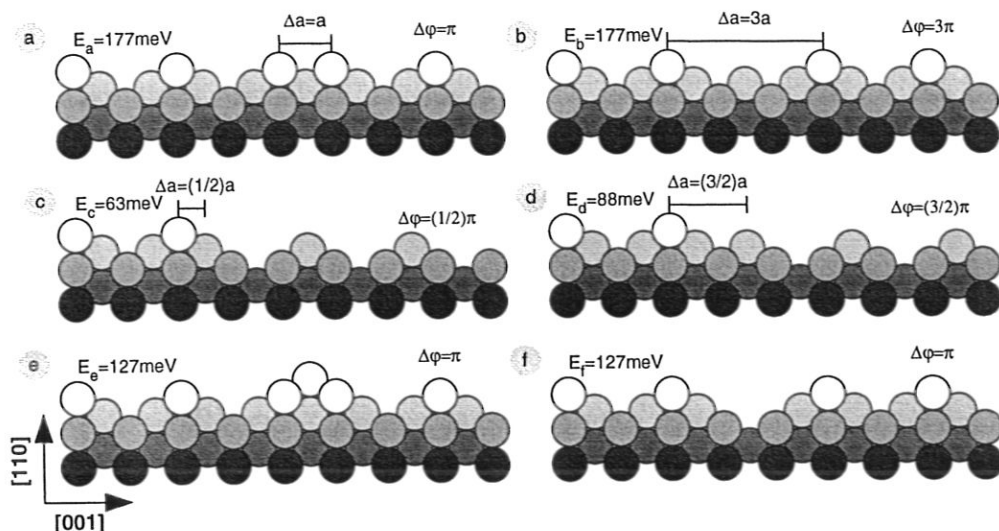 a
E_a=177meV
Δa=a
Δφ=π
b
E_b=177meV
Δa=3a
Δφ=3π
c
E_c=63meV
Δa=(1/2)a
Δφ=(1/2)π
d
E_d=88meV
Δa=(3/2)a
Δφ=(3/2)π
e
E_e=127meV
Δφ=π
f
E_f=127meV
Δφ=π
[110]
[001]